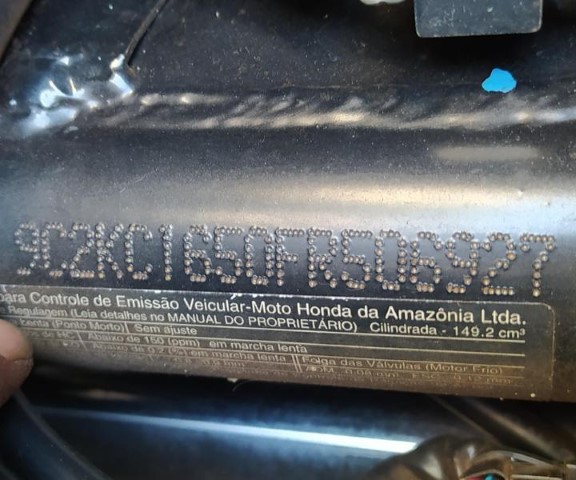 9C2KC1650FR506927
para Controle de Emissão Veicular-Moto Honda da Amazônia Ltda.
Regulagem (Leia detalhes no MANUAL DO PROPRIETÁRIO) Cilindrada - 149.2 cm³
lenta (Ponto Morto) Sem ajuste
Abaixo de 150 (ppm) em marcha lenta
em marcha lenta Folga das Válvulas (Motor Frio)